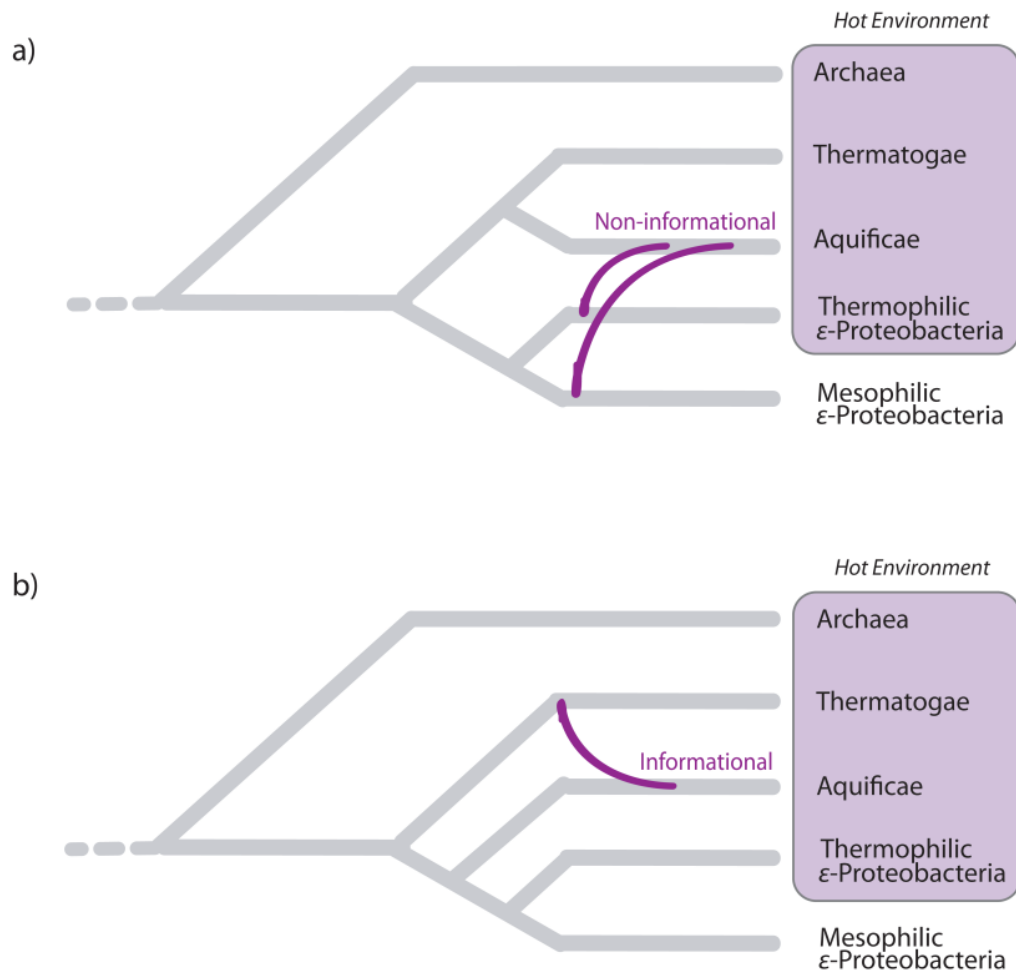 Hot Environment
a)
Archaea
Thermatogae
Non-informational
Aquificae
Thermophilic
ε-Proteobacteria
Mesophilic
ε-Proteobacteria
Hot Environment
b)
Archaea
Thermatogae
Informational
Aquificae
Thermophilic
ε-Proteobacteria
Mesophilic
ε-Proteobacteria